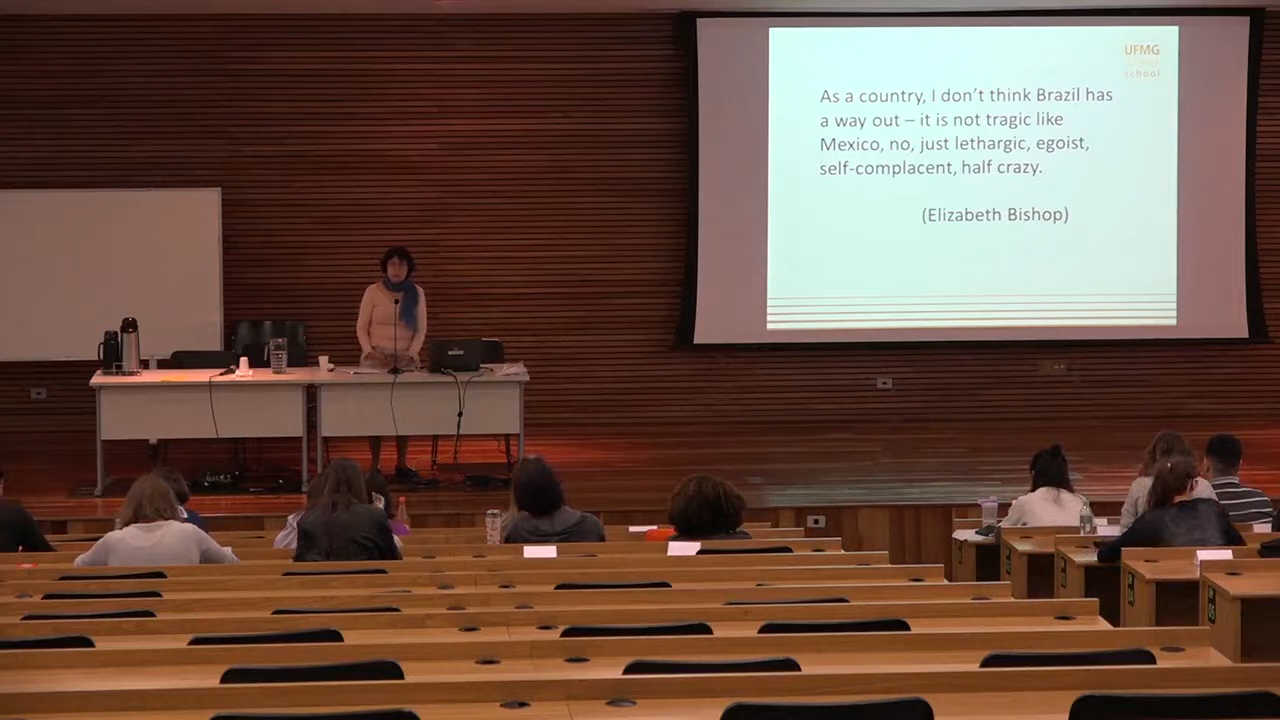 UFMG
school
As a country, I don't think Brazil has
a way out – it is not tragic like
Mexico, no, just lethargic, egoist,
self-complacent, half crazy.
(Elizabeth Bishop)